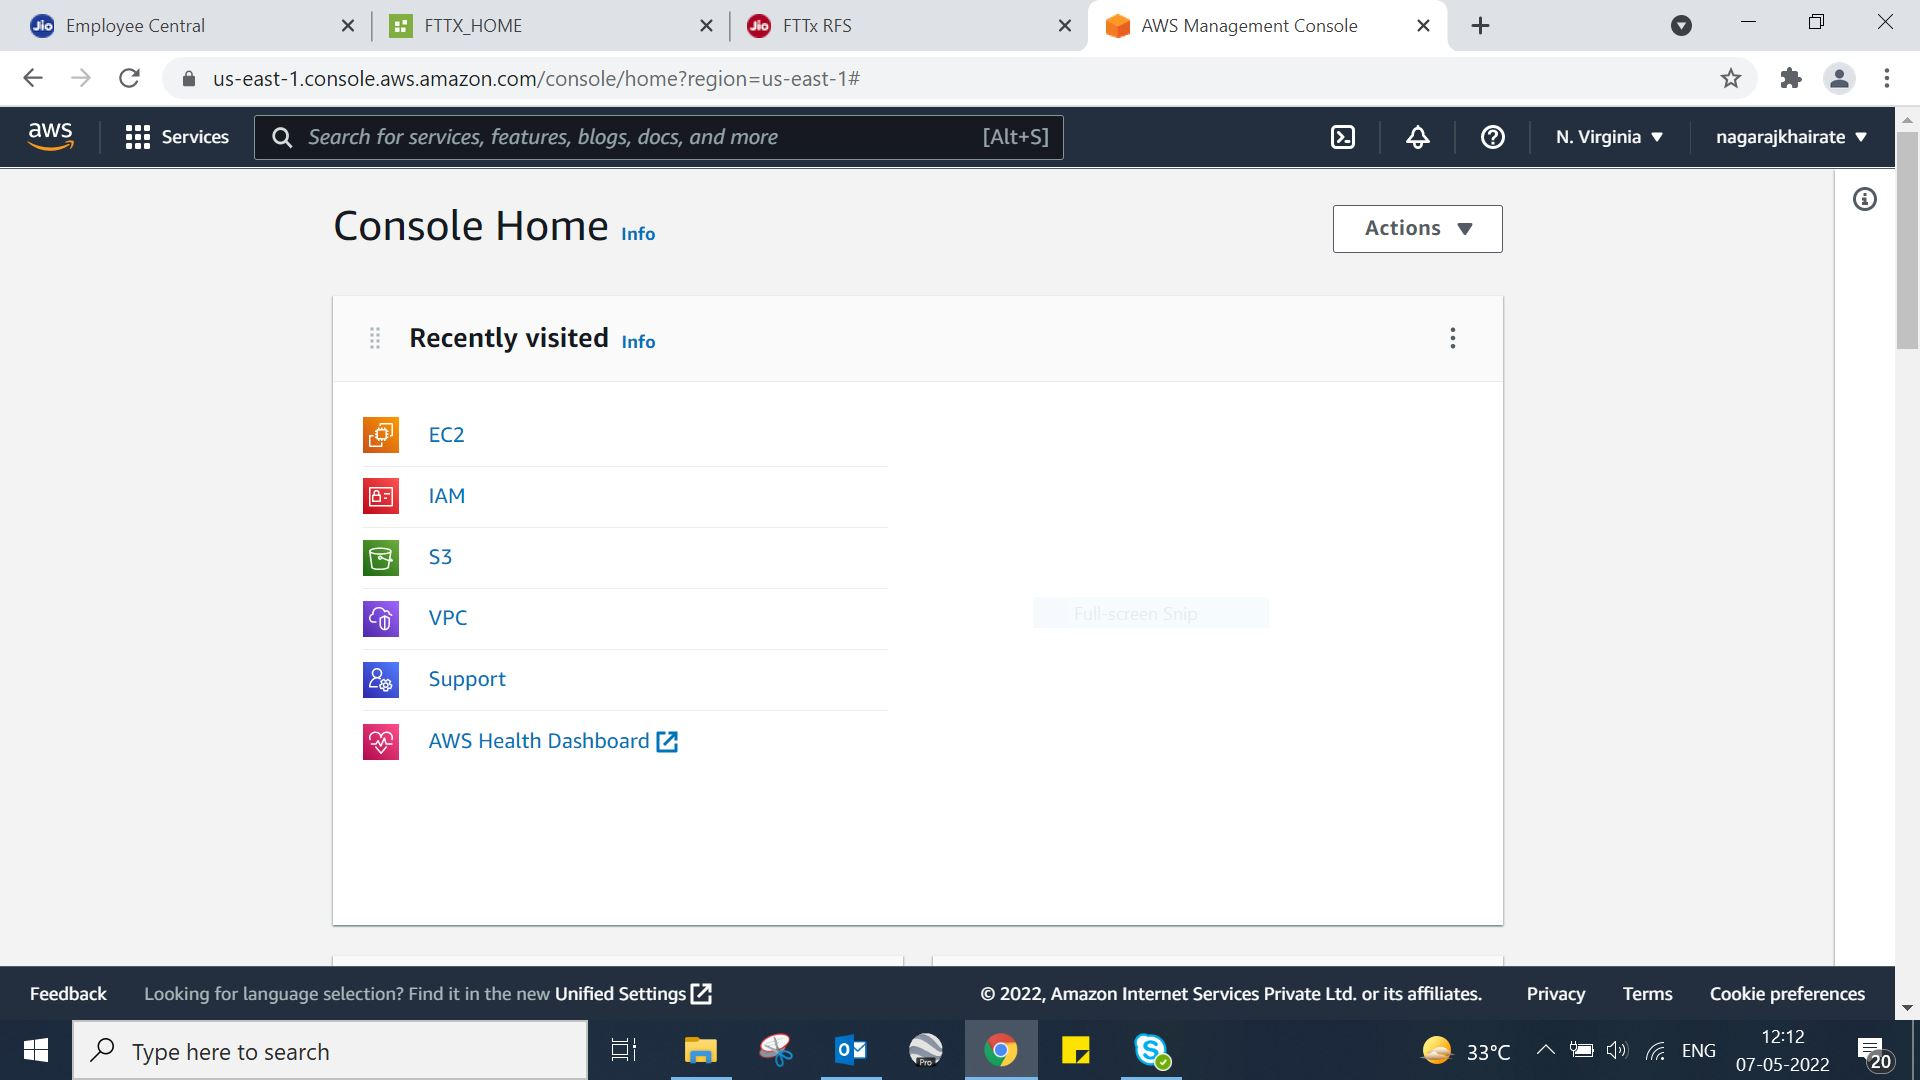 Employee Central
FTTX_HOME
FTTx RFS
AWS Management Console
us-east-1.console.aws.amazon.com/console/home?region=us-east-1#
aws
Services
Search for services, features, blogs, docs, and more
[Alt+S]
N. Virginia
nagarajkhairate
Console Home Info
Actions
Recently visited Info
EC2
IAM
S3
VPC
Full-screen Snip
Support
AWS Health Dashboard
Feedback
Looking for language selection? Find it in the new Unified Settings
© 2022, Amazon Internet Services Private Ltd. or its affiliates.
Privacy
Terms
Cookie preferences
Type here to search
Pro
33°C
ENG
12:12
07-05-2022
20